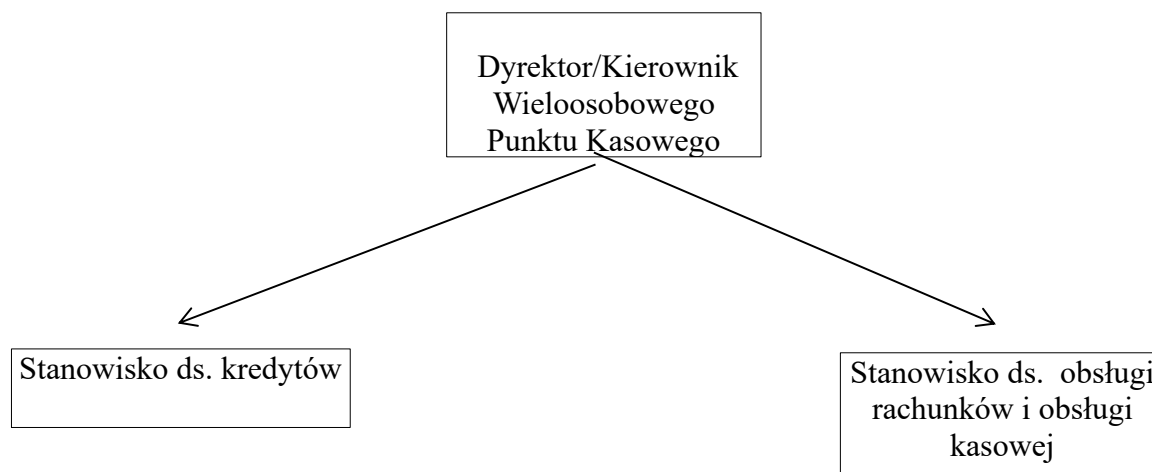 Dyrektor/Kierownik
Wieloosobowego
Punktu Kasowego
Stanowisko ds. kredytów
Stanowisko ds. obsługi
rachunków i obsługi
kasowej